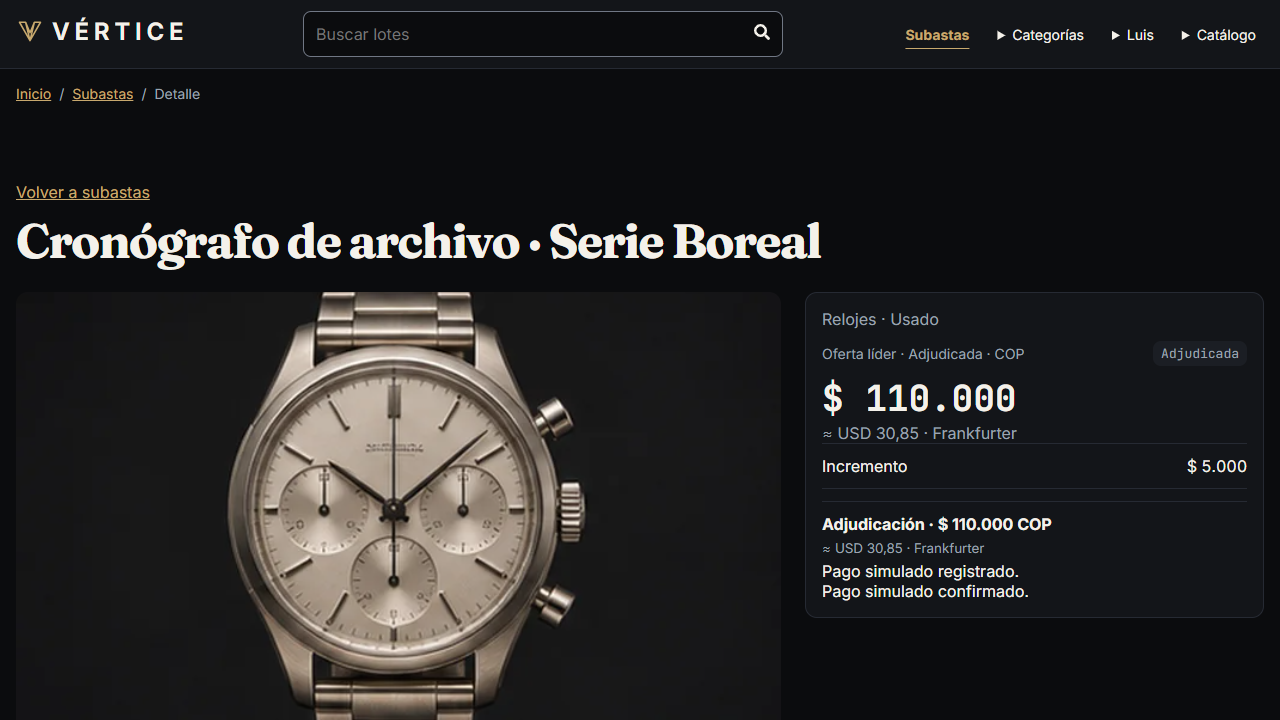 VÉRTICE
Buscar lotes
Subastas
Categorías
Luis
Catálogo
Inicio / Subastas / Detalle
Volver a subastas
Cronógrafo de archivo · Serie Boreal
Relojes · Usado
Oferta líder · Adjudicada · COP
Adjudicada
$ 110.000
≈ USD 30,85 · Frankfurter
Incremento
$ 5.000
Adjudicación · $ 110.000 COP
≈ USD 30,85 · Frankfurter
Pago simulado registrado.
Pago simulado confirmado.